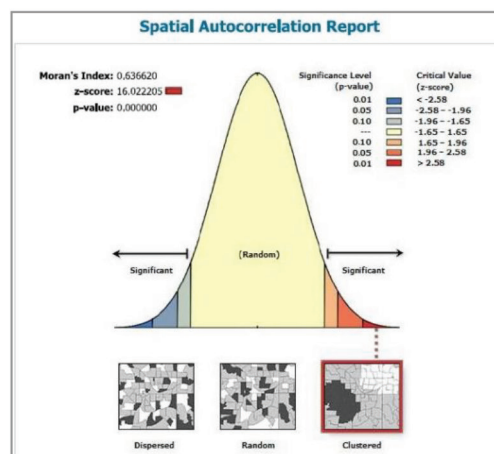 Spatial Autocorrelation Report
Moran's Index: 0.636620
z-score: 16.022205
p-value: 0.000000
Significance Level
(p-value)
Critical Value
(z-score)
0.01 < -2.58
0.05 -2.58 – -1.96
0.10 -1.96 – -1.65
--- -1.65 – 1.65
0.10 1.65 – 1.96
0.05 1.96 – 2.58
0.01 > 2.58
Significant
(Random)
Significant
Dispersed
Random
Clustered